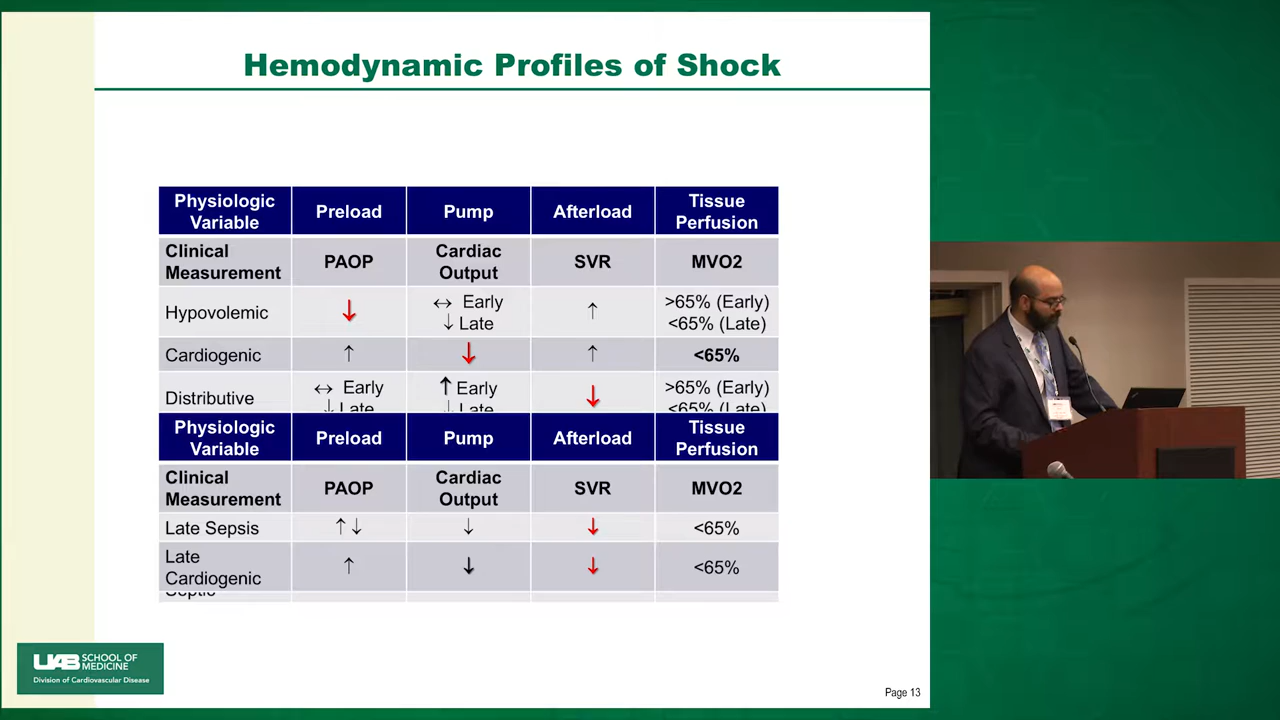 Hemodynamic Profiles of Shock
Physiologic Variable Preload Pump Afterload Tissue Perfusion
Clinical Measurement PAOP Cardiac Output SVR MVO2
Hypovolemic ↓ ↔ Early ↓ Late ↑ >65% (Early) <65% (Late)
Cardiogenic ↑ ↓ ↑ <65%
Distributive ↔ Early ↓ Late ↑ Early ↓ Late ↓ >65% (Early) <65% (Late)
Physiologic Variable Preload Pump Afterload Tissue Perfusion
Clinical Measurement PAOP Cardiac Output SVR MVO2
Late Sepsis ↑↓ ↓ ↓ <65%
Late Cardiogenic ↑ ↓ ↓ <65%
Septic
UAB SCHOOL OF MEDICINE
Division of Cardiovascular Disease
Page 13